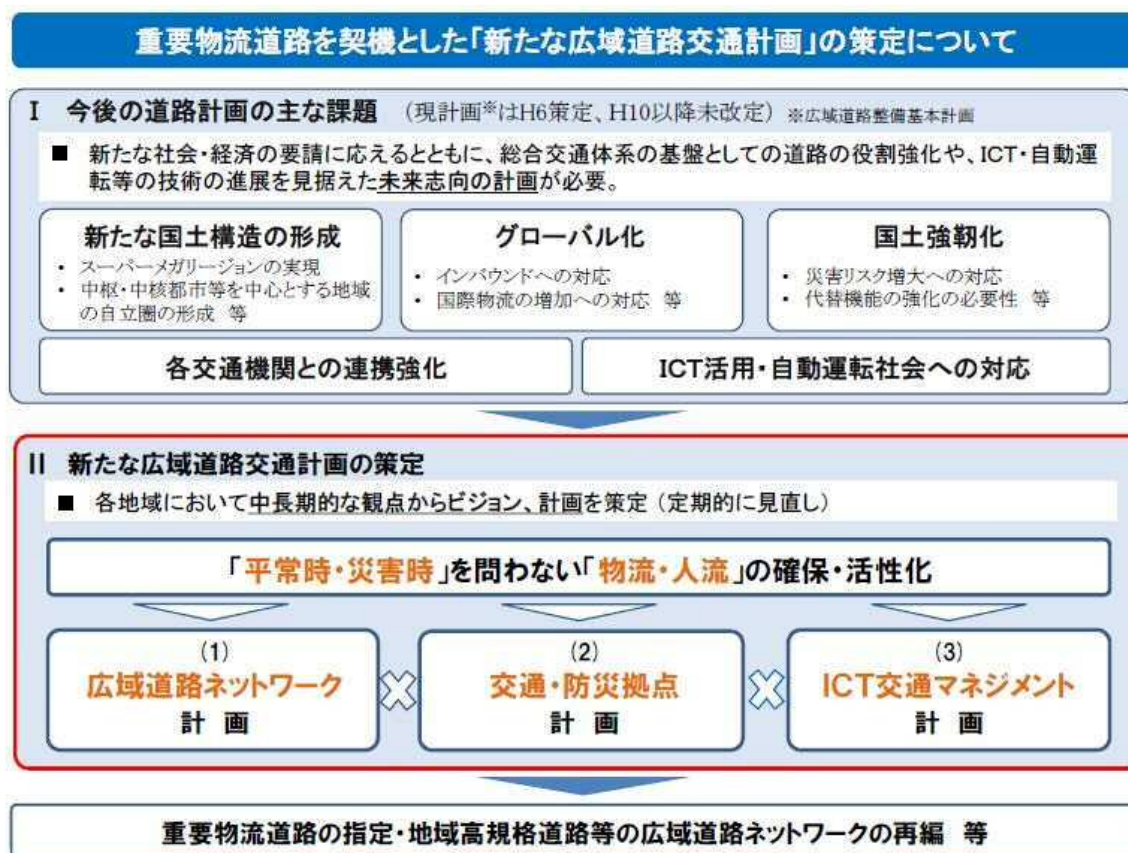 重要物流道路を契機とした「新たな広域道路交通計画」の策定について
Ⅰ 今後の道路計画の主な課題 （現計画※はH6策定、H10以降未改定） ※広域道路整備基本計画
■ 新たな社会・経済の要請に応えるとともに、総合交通体系の基盤としての道路の役割強化や、ICT・自動運
転等の技術の進展を見据えた未来志向の計画が必要。
新たな国土構造の形成
• スーパーメガリージョンの実現
• 中枢・中核都市等を中心とする地域
の自立圏の形成 等
グローバル化
• インバウンドへの対応
• 国際物流の増加への対応 等
国土強靭化
• 災害リスク増大への対応
• 代替機能の強化の必要性 等
各交通機関との連携強化
ICT活用・自動運転社会への対応
Ⅱ 新たな広域道路交通計画の策定
■ 各地域において中長期的な観点からビジョン、計画を策定（定期的に見直し）
「平常時・災害時」を問わない「物流・人流」の確保・活性化
(1)
広域道路ネットワーク
計 画
(2)
交通・防災拠点
計 画
(3)
ICT交通マネジメント
計 画
重要物流道路の指定・地域高規格道路等の広域道路ネットワークの再編 等